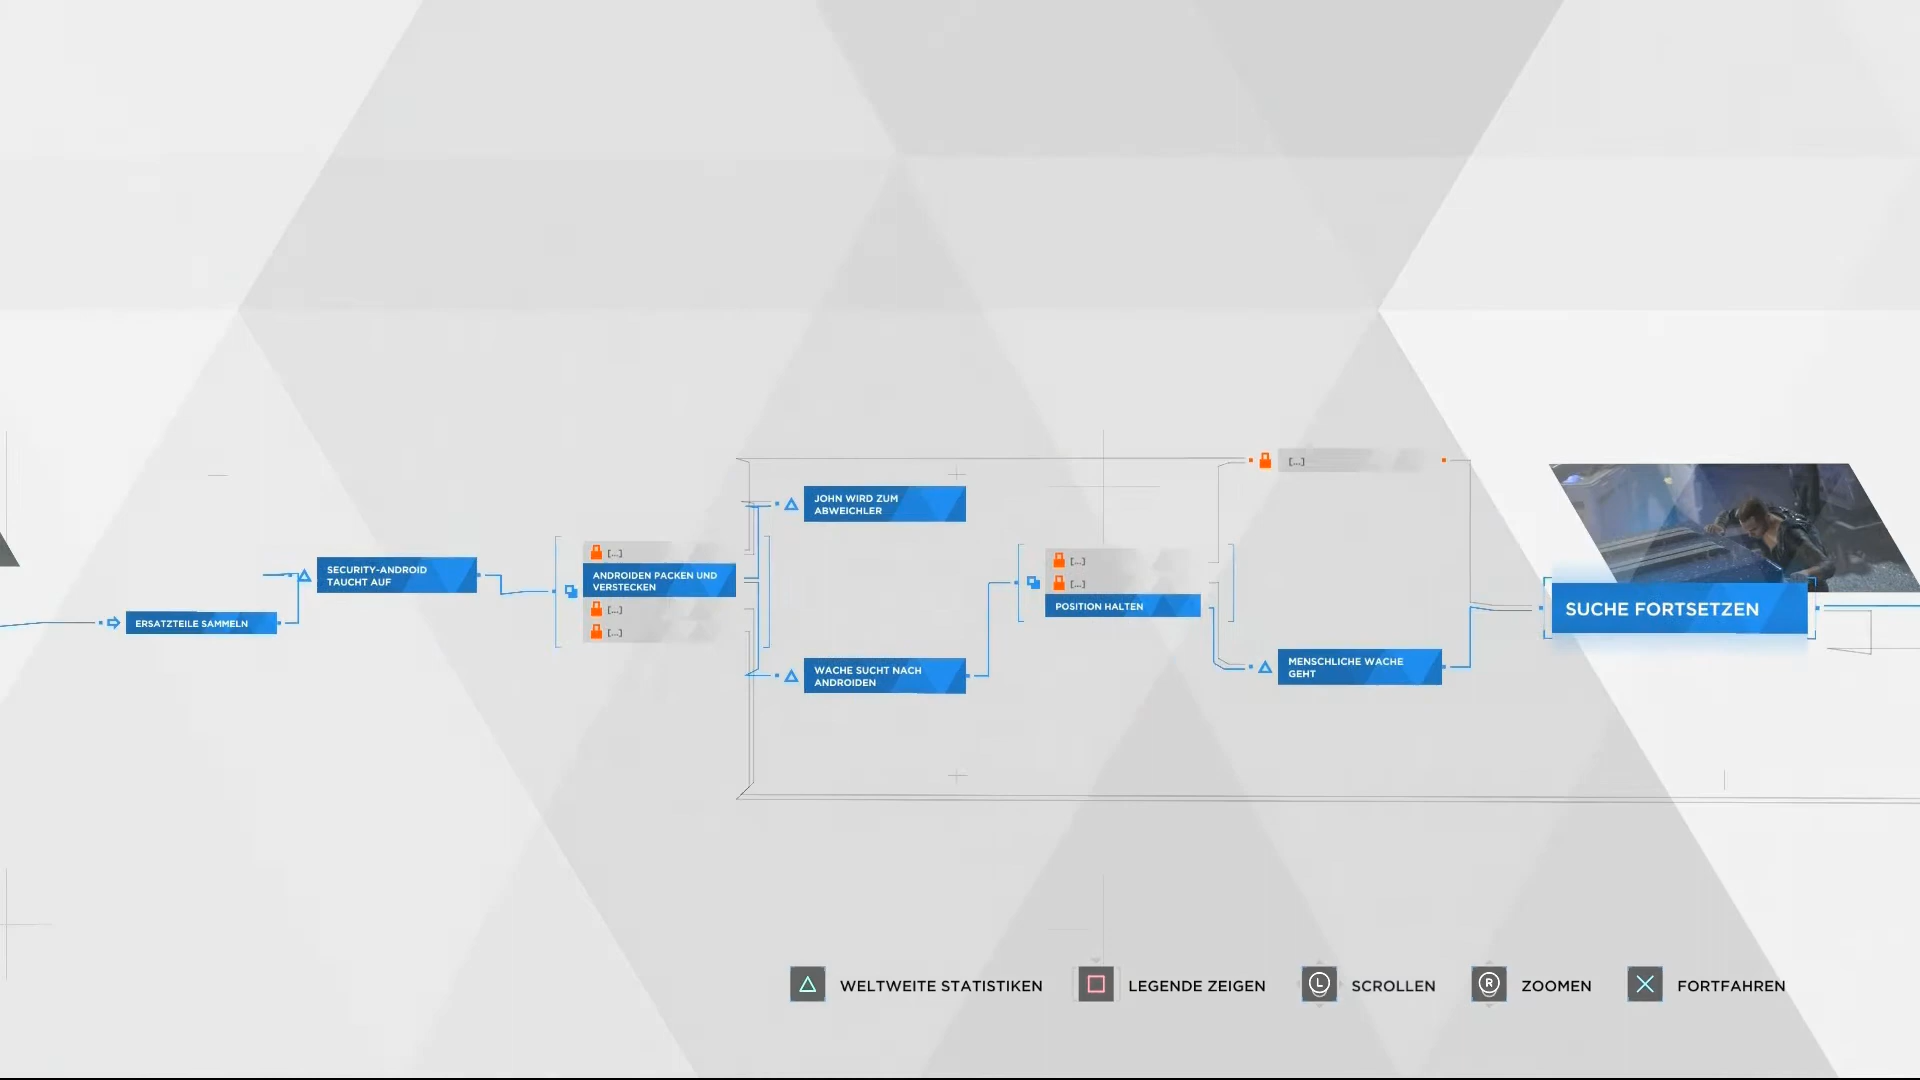 ERSATZTEILE SAMMELN
SECURITY-ANDROID
TAUCHT AUF
[...]
ANDROIDEN PACKEN UND
VERSTECKEN
[...]
[...]
JOHN WIRD ZUM
ABWEICHLER
WACHE SUCHT NACH
ANDROIDEN
[...]
[...]
POSITION HALTEN
[...]
MENSCHLICHE WACHE
GEHT
SUCHE FORTSETZEN
WELTWEITE STATISTIKEN
LEGENDE ZEIGEN
L
SCROLLEN
R
ZOOMEN
FORTFAHREN